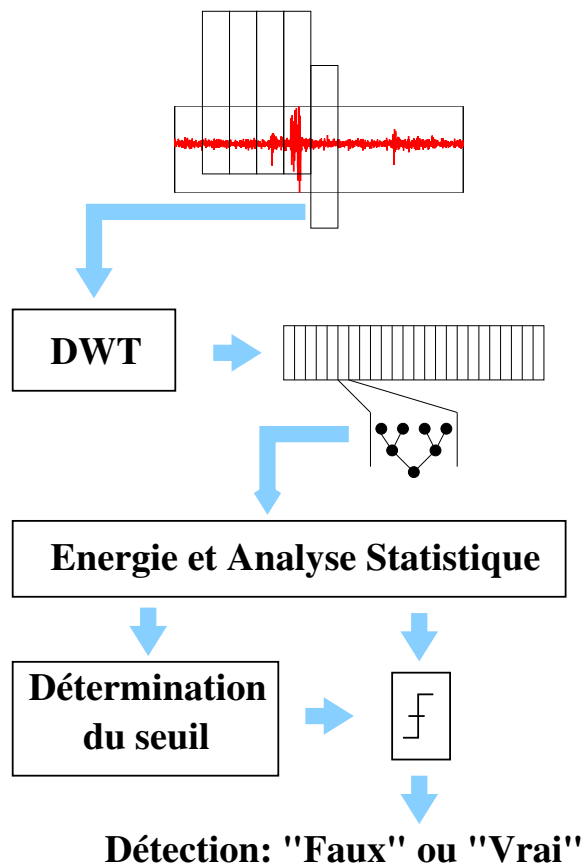 DWT
Energie et Analyse Statistique
Détermination
du seuil
Détection: "Faux" ou "Vrai"